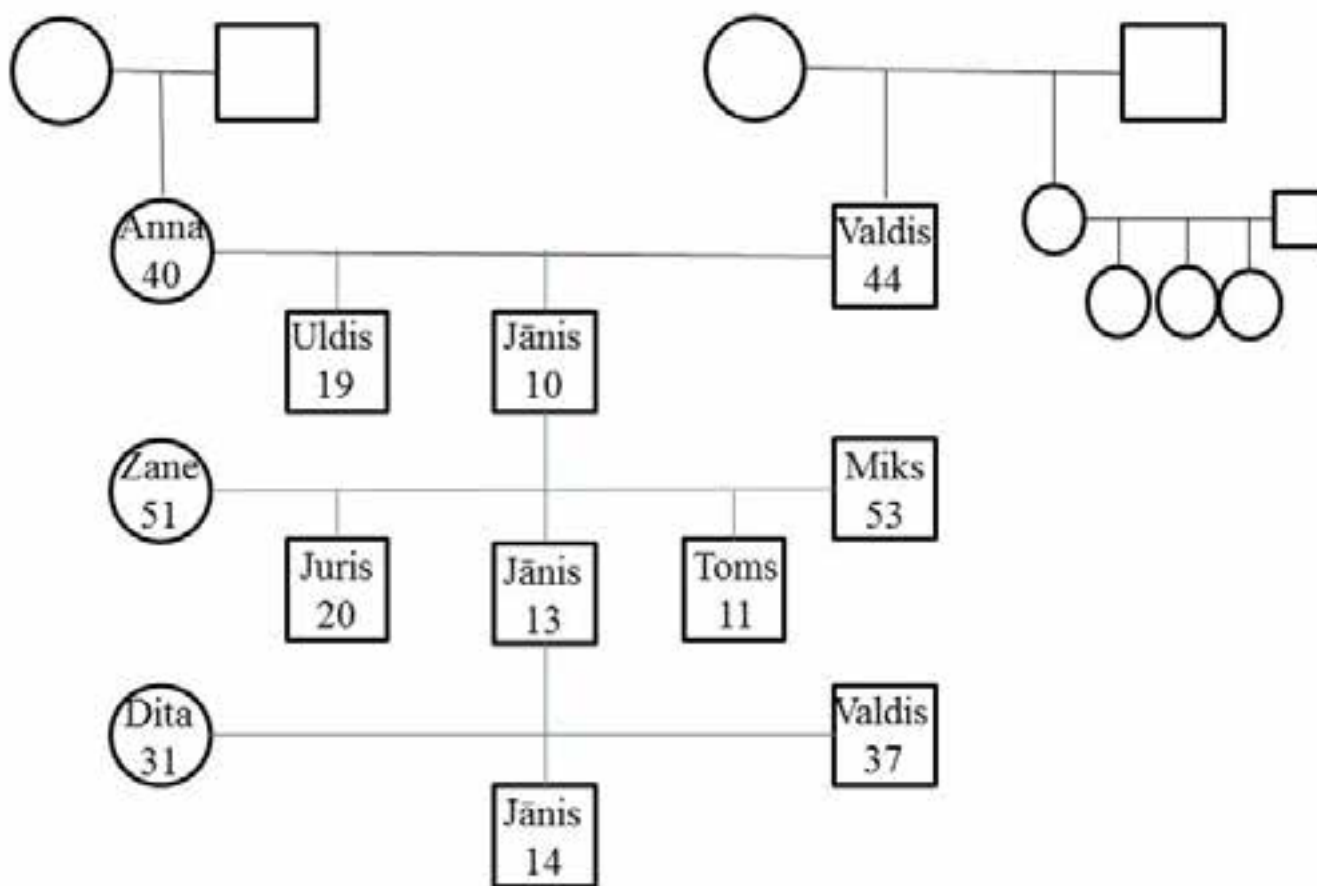 Anna
40
Valdis
44
Uldis
19
Jānis
10
Zane
51
Miks
53
Juris
20
Jānis
13
Toms
11
Dita
31
Valdis
37
Jānis
14